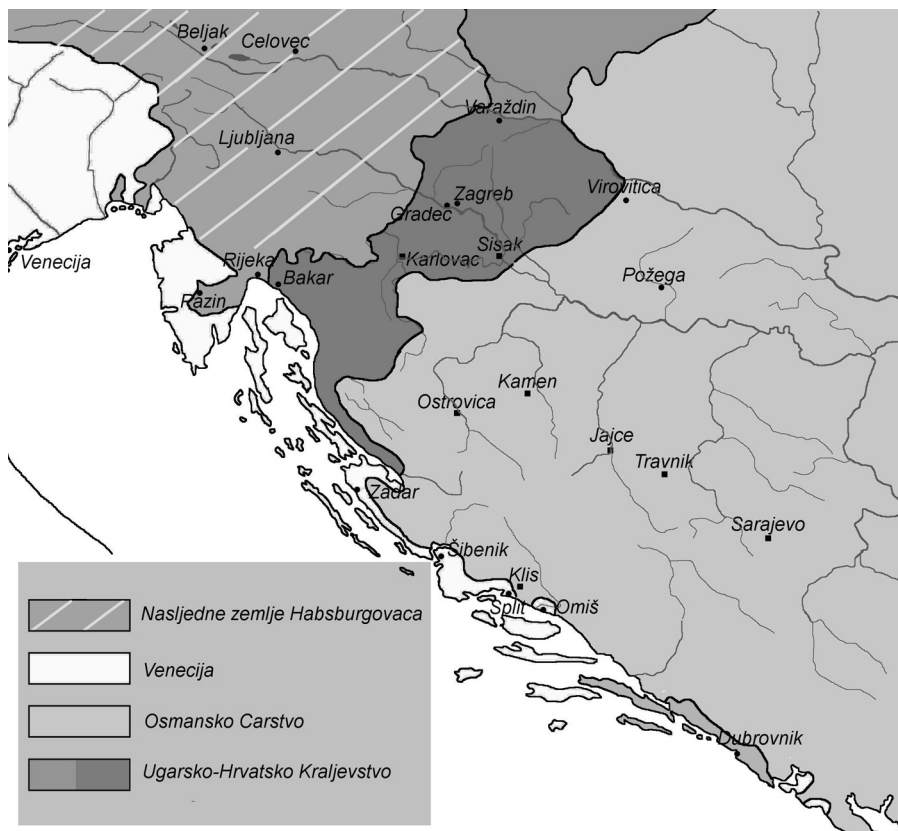 Beljak
Celovec
Varaždin
Ljubljana
Zagreb
Virovitica
Gradec
Sisak
Venecija
Rijeka
Karlovac
Bakar
Požega
Pazin
Kamen
Ostrovica
Jajce
Travnik
Zadar
Sarajevo
Šibenik
Klis
Split
Omiš
Nasljedne zemlje Habsburgovaca
Venecija
Osmansko Carstvo
Dubrovnik
Ugarsko-Hrvatsko Kraljevstvo